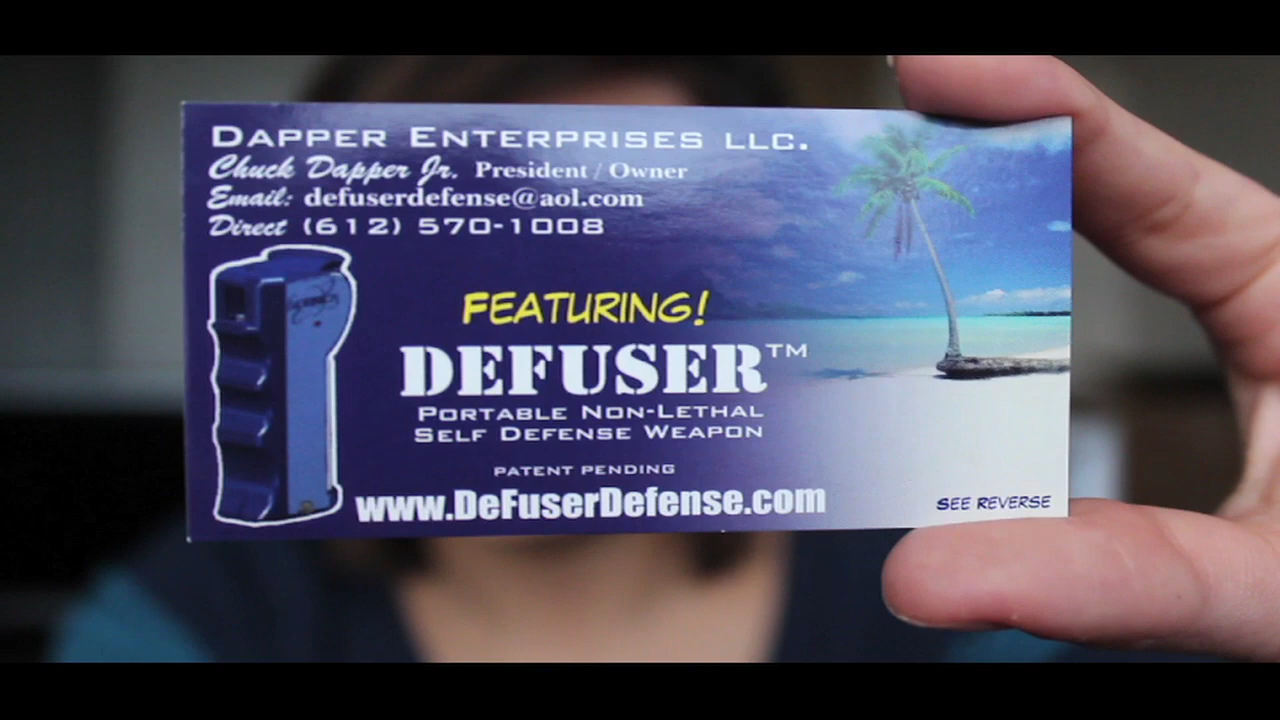 DAPPER ENTERPRISES LLC.
Chuck Dapper Jr. President / Owner
Email: defuserdefense@aol.com
Direct (612) 570-1008
FEATURING!
DEFUSER™
PORTABLE NON-LETHAL
SELF DEFENSE WEAPON
PATENT PENDING
www.DeFuserDefense.com
SEE REVERSE